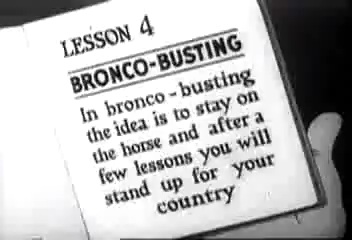 LESSON 4
BRONCO-BUSTING
In bronco-busting
the idea is to stay on
the horse and after a
few lessons you will
stand up for your
country